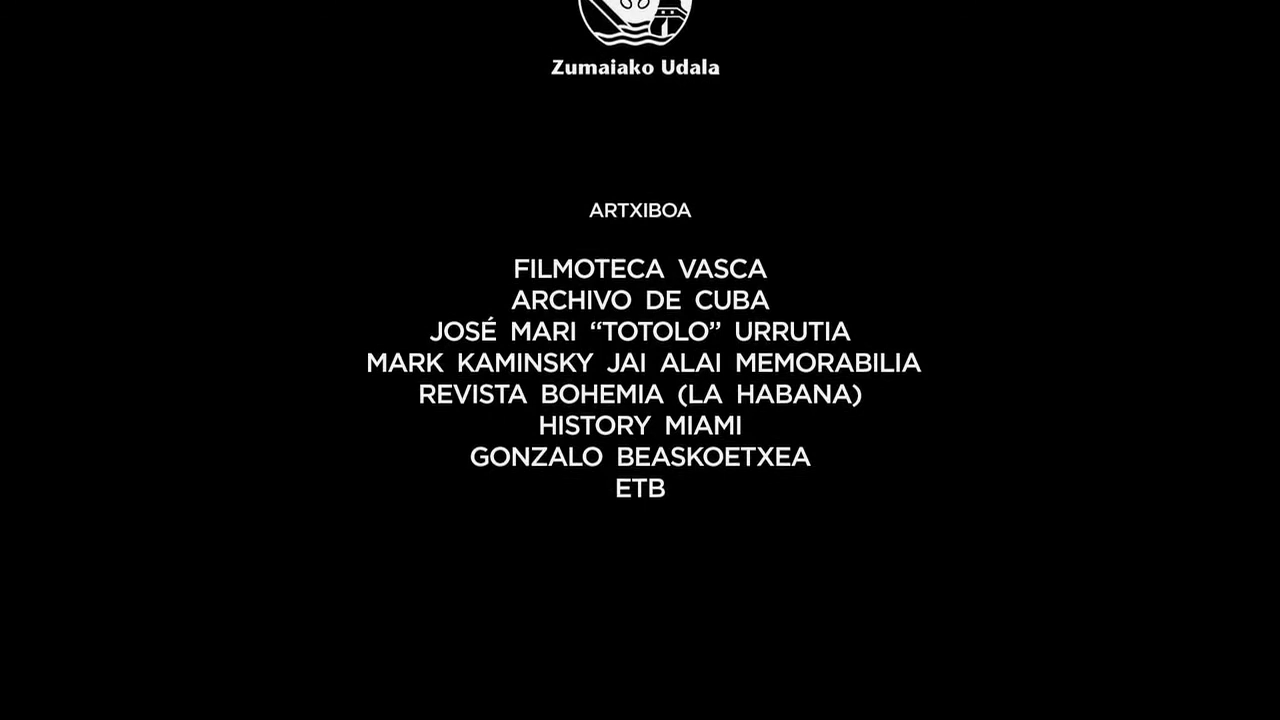 Zumaiako Udala
ARTXIBOA
FILMOTECA VASCA
ARCHIVO DE CUBA
JOSÉ MARI “TOTOLO” URRUTIA
MARK KAMINSKY JAI ALAI MEMORABILIA
REVISTA BOHEMIA (LA HABANA)
HISTORY MIAMI
GONZALO BEASKOETXEA
ETB